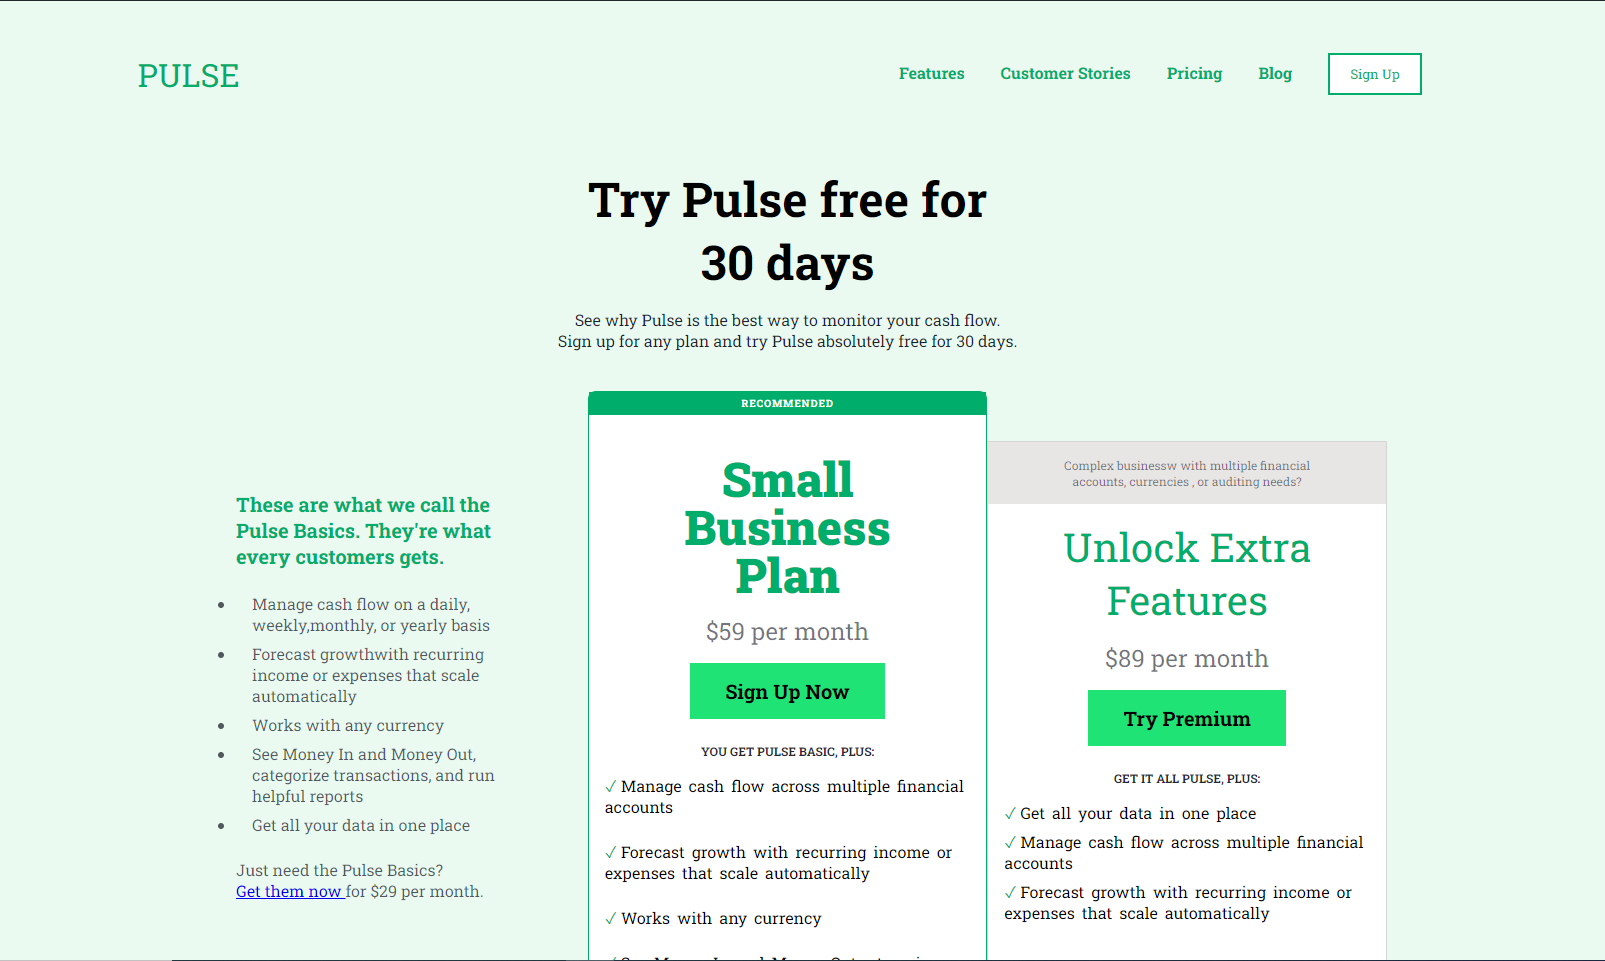 PULSE
Features
Customer Stories
Pricing
Blog
Sign Up
Try Pulse free for
30 days
See why Pulse is the best way to monitor your cash flow.
Sign up for any plan and try Pulse absolutely free for 30 days.
These are what we call the
Pulse Basics. They're what
every customers gets.
Manage cash flow on a daily,
weekly,monthly, or yearly basis
Forecast growthwith recurring
income or expenses that scale
automatically
Works with any currency
See Money In and Money Out,
categorize transactions, and run
helpful reports
Get all your data in one place
Just need the Pulse Basics?
Get them now for $29 per month.
RECOMMENDED
Small
Business
Plan
$59 per month
Sign Up Now
YOU GET PULSE BASIC, PLUS:
✓ Manage cash flow across multiple financial
accounts
✓ Forecast growth with recurring income or
expenses that scale automatically
✓ Works with any currency
Complex businessw with multiple financial
accounts, currencies , or auditing needs?
Unlock Extra
Features
$89 per month
Try Premium
GET IT ALL PULSE, PLUS:
✓ Get all your data in one place
✓ Manage cash flow across multiple financial
accounts
✓ Forecast growth with recurring income or
expenses that scale automatically